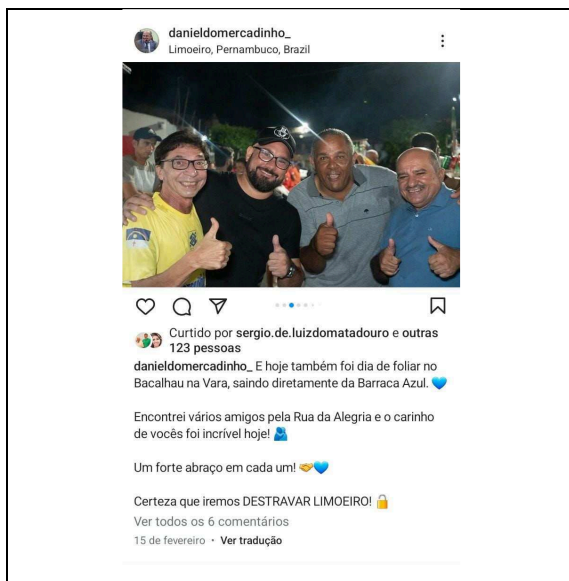 danieldomercadinho_
Limoeiro, Pernambuco, Brazil
Curtido por sergio.de.luizdomatadouro e outras
123 pessoas
danieldomercadinho_ E hoje também foi dia de foliar no
Bacalhau na Vara, saindo diretamente da Barraca Azul. 💙
Encontrei vários amigos pela Rua da Alegria e o carinho
de vocês foi incrível hoje! 🫂
Um forte abraço em cada um! 🤝💙
Certeza que iremos DESTRAVAR LIMOEIRO! 🔓
Ver todos os 6 comentários
15 de fevereiro • Ver tradução